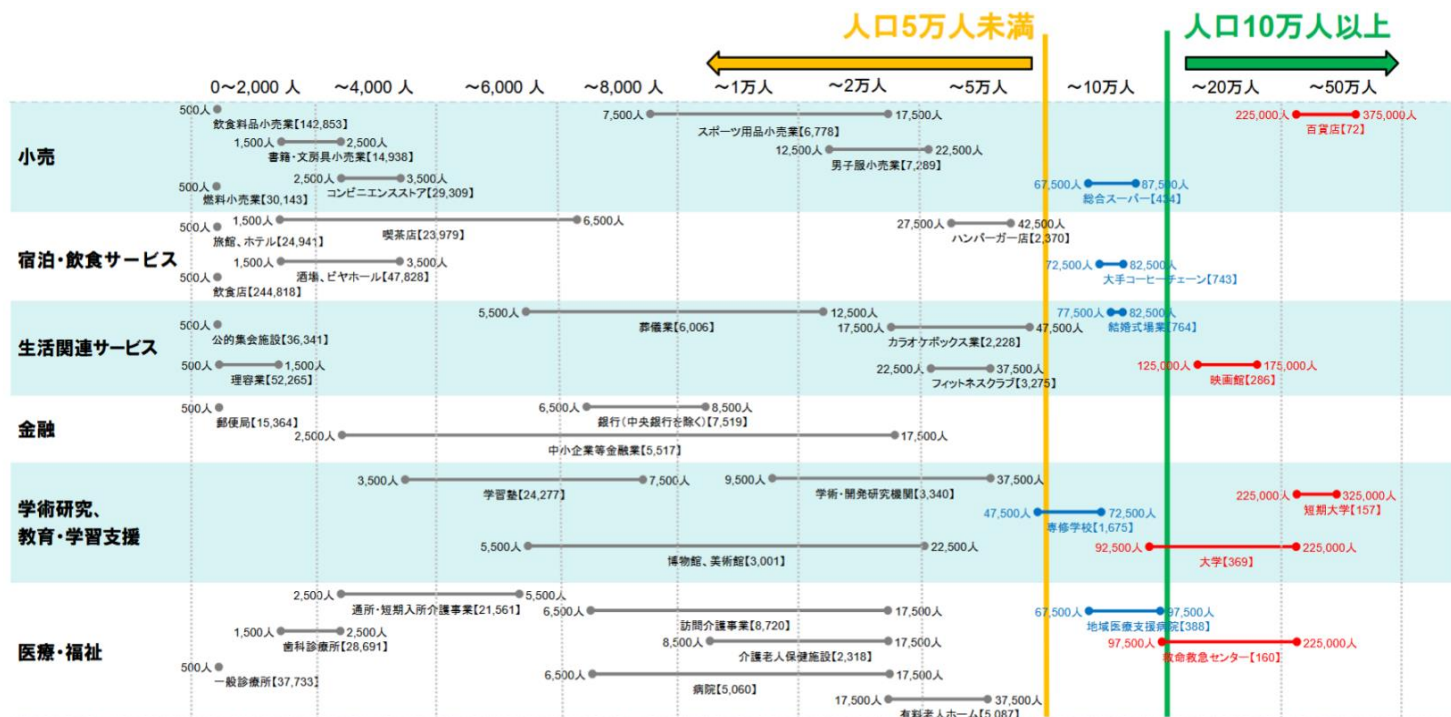 人口5万人未満
人口10万人以上
0～2,000 人
～4,000 人
～6,000 人
～8,000 人
～1万人
～2万人
～5万人
～10万人
～20万人
～50万人
小売
500人
飲食料品小売業【142,853】
7,500人
17,500人
スポーツ用品小売業【6,778】
225,000人
375,000人
百貨店【72】
1,500人
2,500人
書籍・文房具小売業【14,938】
12,500人
22,500人
男子服小売業【7,289】
2,500人
3,500人
コンビニエンスストア【29,309】
500人
燃料小売業【30,143】
67,500人
87,500人
総合スーパー【434】
宿泊・飲食サービス
500人
旅館、ホテル【24,941】
1,500人
6,500人
喫茶店【23,979】
27,500人
42,500人
ハンバーガー店【2,370】
1,500人
3,500人
酒場、ビヤホール【47,828】
72,500人
82,500人
大手コーヒーチェーン【743】
500人
飲食店【244,818】
生活関連サービス
500人
公的集会施設【36,341】
5,500人
12,500人
葬儀業【6,006】
17,500人
47,500人
カラオケボックス業【2,228】
77,500人
82,500人
結婚式場業【764】
500人
1,500人
理容業【52,265】
22,500人
37,500人
フィットネスクラブ【3,275】
125,000人
175,000人
映画館【286】
金融
500人
郵便局【15,364】
6,500人
8,500人
銀行(中央銀行を除く)【7,519】
2,500人
17,500人
中小企業等金融業【5,517】
学術研究、
教育・学習支援
3,500人
7,500人
学習塾【24,277】
9,500人
37,500人
学術・開発研究機関【3,340】
225,000人
325,000人
短期大学【157】
47,500人
72,500人
専修学校【1,675】
5,500人
22,500人
博物館、美術館【3,001】
92,500人
225,000人
大学【369】
医療・福祉
2,500人
5,500人
通所・短期入所介護事業【21,561】
6,500人
17,500人
訪問介護事業【8,720】
67,500人
97,500人
地域医療支援病院【388】
1,500人
2,500人
歯科診療所【28,691】
8,500人
17,500人
介護老人保健施設【2,318】
97,500人
225,000人
救命救急センター【160】
500人
一般診療所【37,733】
6,500人
17,500人
病院【5,060】
17,500人
37,500人
有料老人ホーム【5,087】